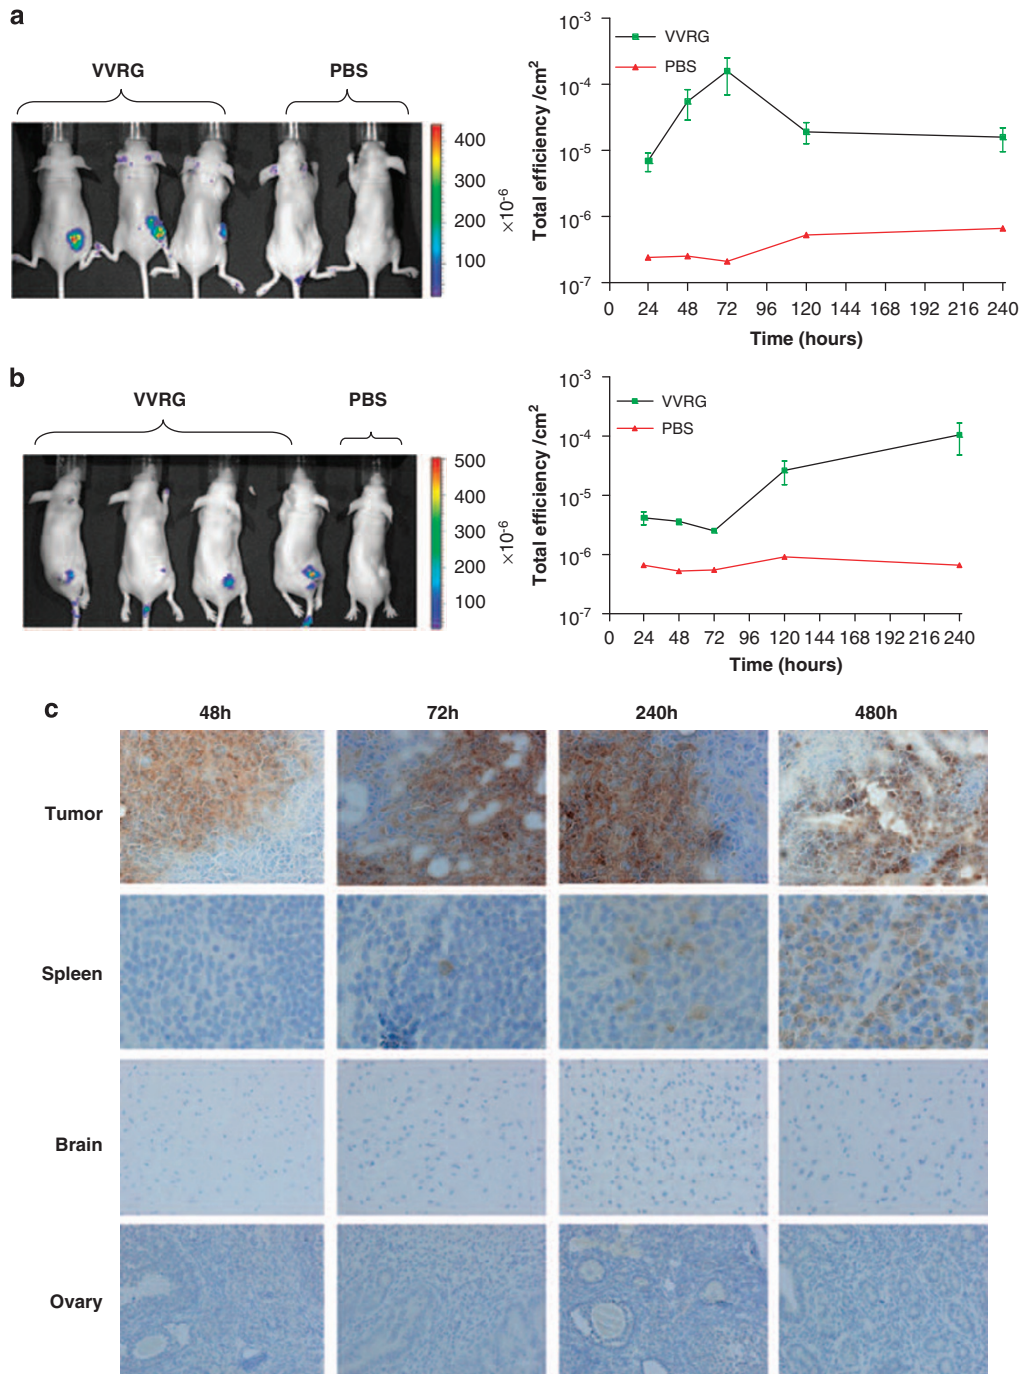 a
VVRG
PBS
400
300
200
100
×10-6
Total efficiency /cm2
10-3
10-4
10-5
10-6
10-7
VVRG
PBS
0 24 48 72 96 120 144 168 192 216 240
Time (hours)
b
VVRG
PBS
500
400
300
200
100
×10-6
Total efficiency /cm2
10-3
10-4
10-5
10-6
10-7
VVRG
PBS
0 24 48 72 96 120 144 168 192 216 240
Time (hours)
c
48h 72h 240h 480h
Tumor
Spleen
Brain
Ovary